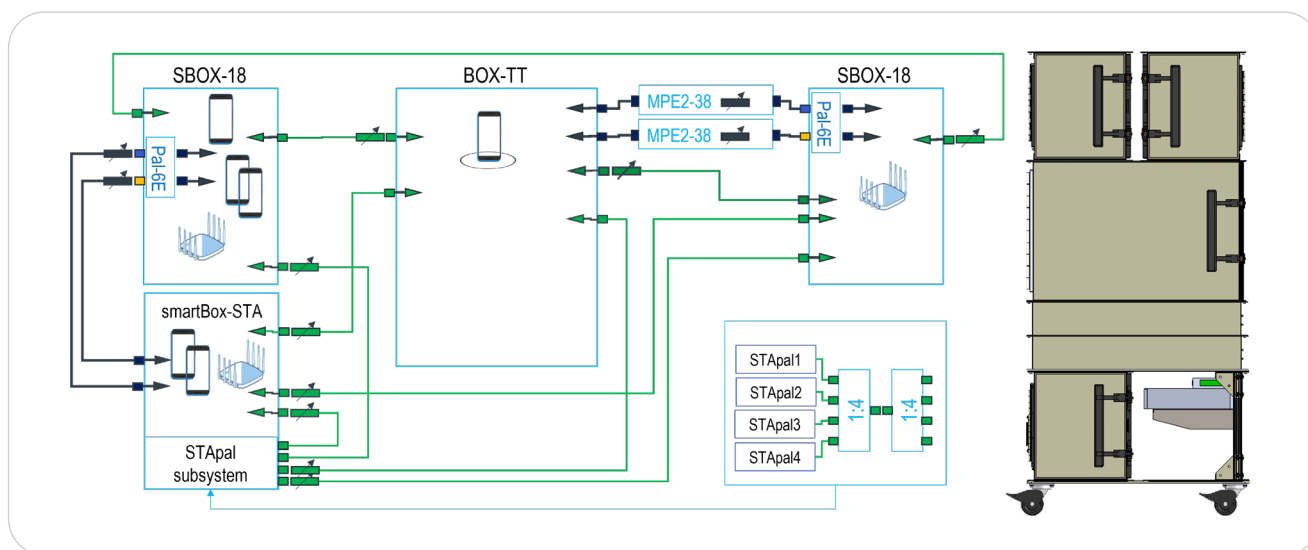 SBOX-18
BOX-TT
SBOX-18
MPE2-38
MPE2-38
Pal-6E
Pal-6E
smartBox-STA
STApal
subsystem
STApal1
STApal2
STApal3
STApal4
1:4
1:4